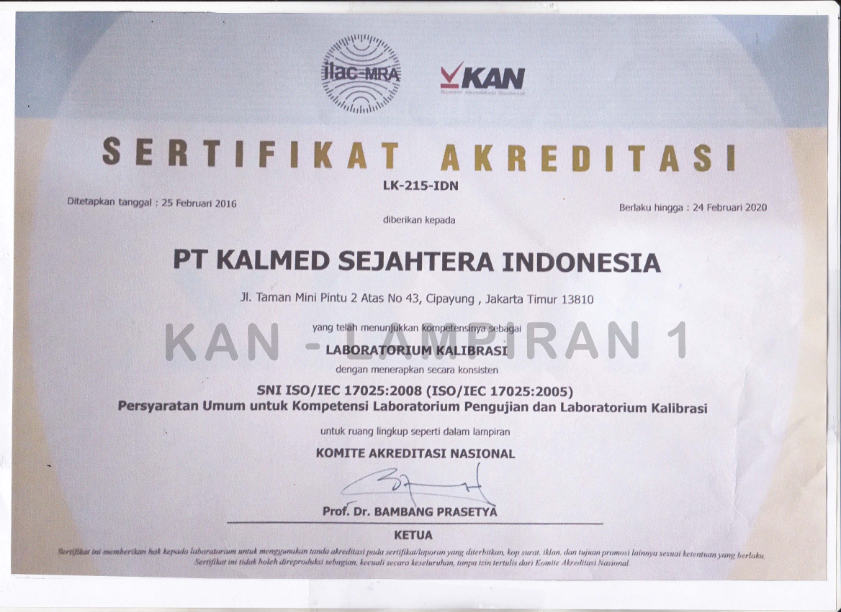 ilac-MRA
KAN
Komite Akreditasi Nasional
SERTIFIKAT AKREDITASI
LK-215-IDN
Ditetapkan tanggal : 25 Februari 2016
Berlaku hingga : 24 Februari 2020
diberikan kepada
PT KALMED SEJAHTERA INDONESIA
Jl. Taman Mini Pintu 2 Atas No 43, Cipayung , Jakarta Timur 13810
yang telah menunjukkan kompetensinya sebagai
KAN - LAMPIRAN 1
LABORATORIUM KALIBRASI
dengan menerapkan secara konsisten
SNI ISO/IEC 17025:2008 (ISO/IEC 17025:2005)
Persyaratan Umum untuk Kompetensi Laboratorium Pengujian dan Laboratorium Kalibrasi
untuk ruang lingkup seperti dalam lampiran
KOMITE AKREDITASI NASIONAL
Prof. Dr. BAMBANG PRASETYA
KETUA
Sertifikat ini memberikan hak kepada laboratorium untuk menggunakan tanda akreditasi pada sertifikat/laporan yang diterbitkan, kop surat, iklan, dan tujuan promosi lainnya sesuai ketentuan yang berlaku.
Sertifikat ini tidak boleh direproduksi sebagian, kecuali secara keseluruhan, tanpa izin tertulis dari Komite Akreditasi Nasional